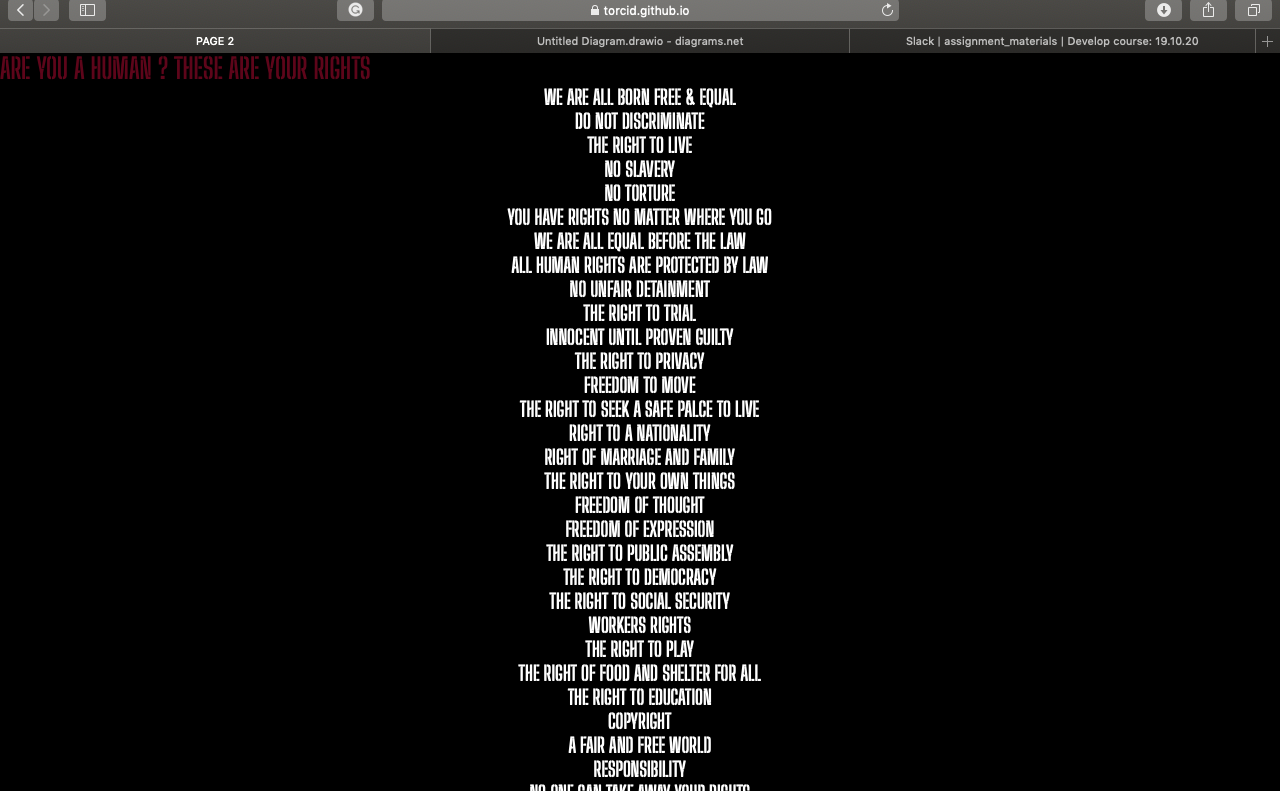 torcid.github.io
PAGE 2
Untitled Diagram.drawio – diagrams.net
Slack | assignment_materials | Develop course: 19.10.20
ARE YOU A HUMAN ? THESE ARE YOUR RIGHTS
WE ARE ALL BORN FREE & EQUAL
DO NOT DISCRIMINATE
THE RIGHT TO LIVE
NO SLAVERY
NO TORTURE
YOU HAVE RIGHTS NO MATTER WHERE YOU GO
WE ARE ALL EQUAL BEFORE THE LAW
ALL HUMAN RIGHTS ARE PROTECTED BY LAW
NO UNFAIR DETAINMENT
THE RIGHT TO TRIAL
INNOCENT UNTIL PROVEN GUILTY
THE RIGHT TO PRIVACY
FREEDOM TO MOVE
THE RIGHT TO SEEK A SAFE PALCE TO LIVE
RIGHT TO A NATIONALITY
RIGHT OF MARRIAGE AND FAMILY
THE RIGHT TO YOUR OWN THINGS
FREEDOM OF THOUGHT
FREEDOM OF EXPRESSION
THE RIGHT TO PUBLIC ASSEMBLY
THE RIGHT TO DEMOCRACY
THE RIGHT TO SOCIAL SECURITY
WORKERS RIGHTS
THE RIGHT TO PLAY
THE RIGHT OF FOOD AND SHELTER FOR ALL
THE RIGHT TO EDUCATION
COPYRIGHT
A FAIR AND FREE WORLD
RESPONSIBILITY
NO ONE CAN TAKE AWAY YOUR RIGHTS